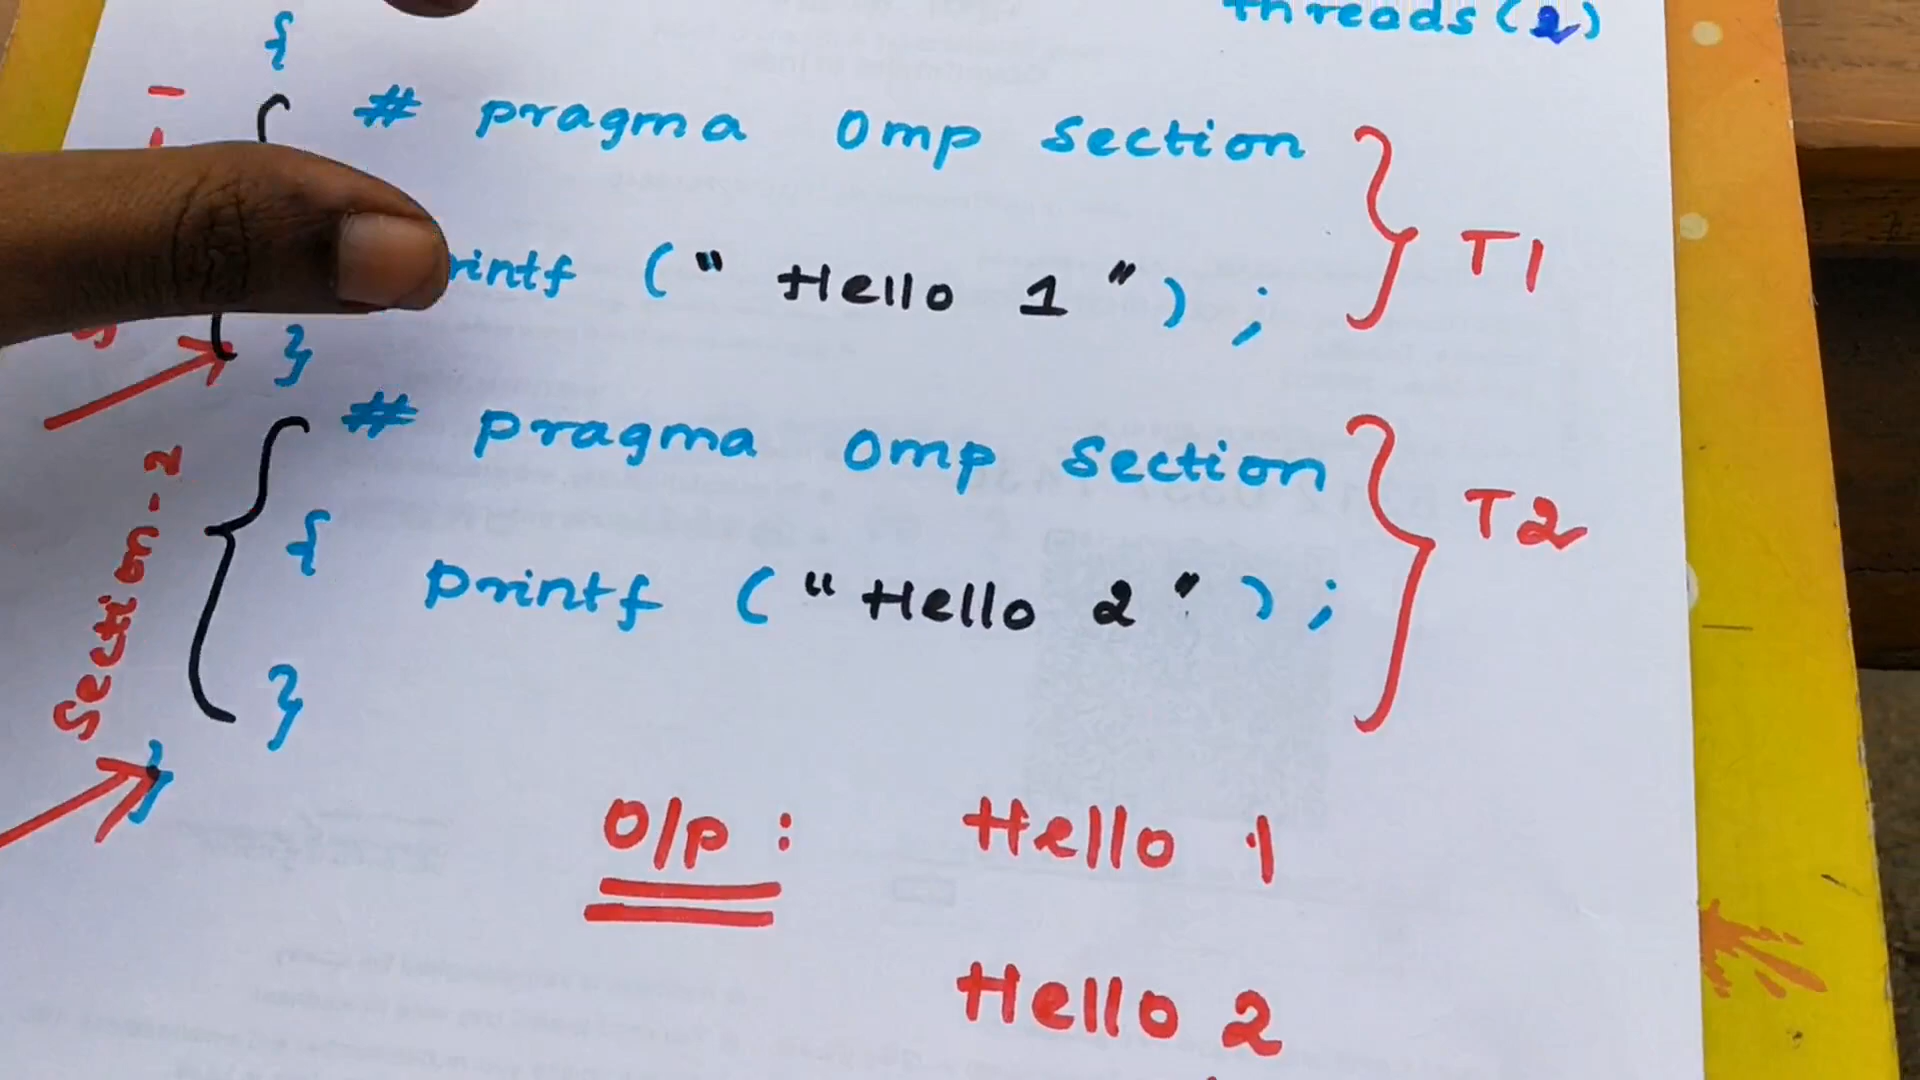 threads(2)
{
# pragma omp section
rintf (" Hello 1 ") ;
}
T1
# pragma omp section
{
printf ("Hello 2") ;
}
T2
Section-2
}
O/P : Hello 1
Hello 2